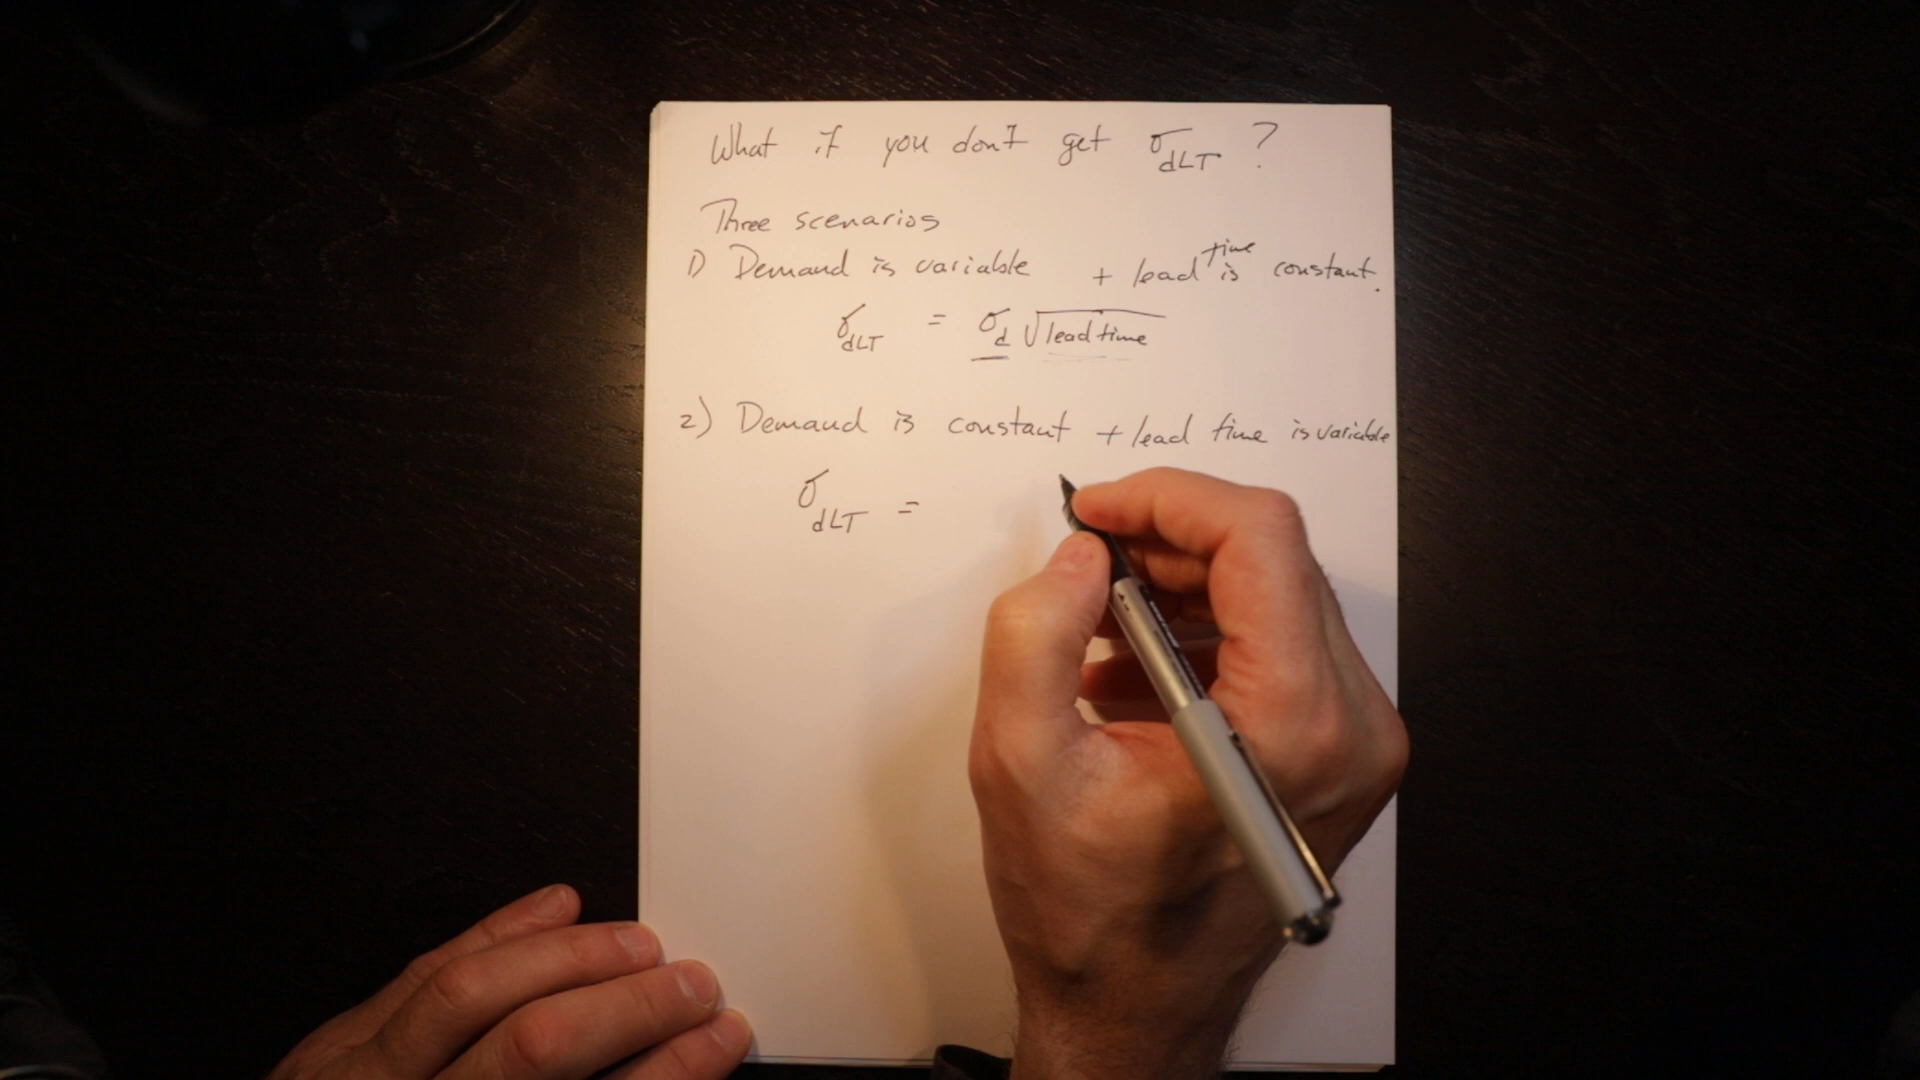 What if you don't get σdLT ?
Three scenarios
1) Demand is variable + lead time is constant.
σdLT = σd √lead time
2) Demand is constant + lead time is variable
σdLT =